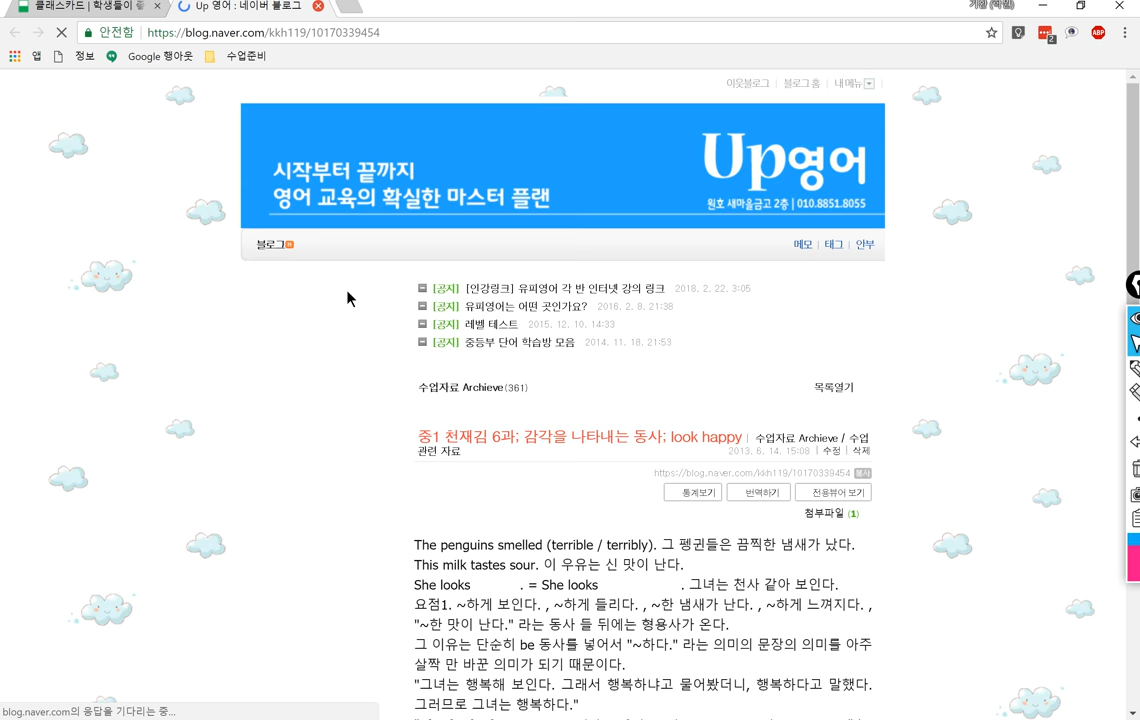 클래스카드 | 학생들이 좋
Up 영어 : 네이버 블로그
안전함 | https://blog.naver.com/kkh119/10170339454
2
ABP
앱 정보 Google 행아웃 수업준비
이웃블로그 | 블로그 홈 | 내 메뉴
시작부터 끝까지
영어 교육의 확실한 마스터 플랜
Up영어
원호 새마을금고 2층 | 010.8851.8055
블로그
메모 | 태그 | 안부
[공지] [인강링크] 유피영어 각 반 인터넷 강의 링크 2018. 2. 22. 3:05
[공지] 유피영어는 어떤 곳인가요? 2016. 2. 8. 21:38
[공지] 레벨 테스트 2015. 12. 10. 14:33
[공지] 중등부 단어 학습방 모음 2014. 11. 18. 21:53
수업자료 Archieve (361) 목록열기
중1 천재김 6과; 감각을 나타내는 동사; look happy | 수업자료 Archieve / 수업
관련 자료 2013. 6. 14. 15:08 | 수정 | 삭제
https://blog.naver.com/kkh119/10170339454 복사
통계보기 번역하기 전용뷰어 보기
첨부파일 (1)
The penguins smelled (terrible / terribly). 그 펭귄들은 끔찍한 냄새가 났다.
This milk tastes sour. 이 우유는 신 맛이 난다.
She looks . = She looks . 그녀는 천사 같아 보인다.
요점1. ~하게 보인다. , ~하게 들리다. , ~한 냄새가 난다. , ~하게 느껴지다. ,
"~한 맛이 난다." 라는 동사 들 뒤에는 형용사가 온다.
그 이유는 단순히 be 동사를 넣어서 "~하다." 라는 의미의 문장의 의미를 아주
살짝 만 바꾼 의미가 되기 때문이다.
"그녀는 행복해 보인다. 그래서 행복하냐고 물어봤더니, 행복하다고 말했다.
그러므로 그녀는 행복하다."
blog.naver.com의 응답을 기다리는 중...